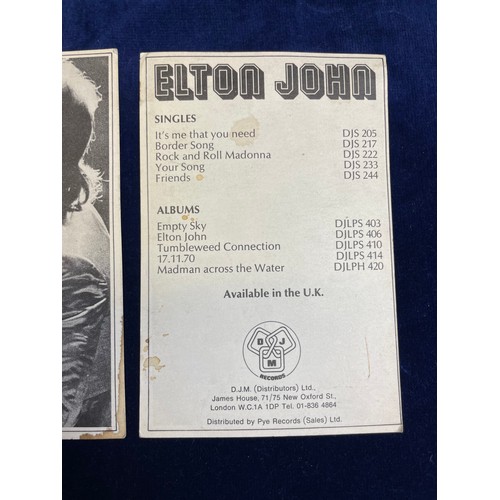 ELTON JOHN
SINGLES
It's me that you need DJS 205
Border Song DJS 217
Rock and Roll Madonna DJS 222
Your Song DJS 233
Friends DJS 244
ALBUMS
Empty Sky DJLPS 403
Elton John DJLPS 406
Tumbleweed Connection DJLPS 410
17.11.70 DJLPS 414
Madman across the Water DJLPH 420
Available in the U.K.
D J
M
RECORDS
D.J.M. (Distributors) Ltd.,
James House, 71/75 New Oxford St.,
London W.C.1A 1DP Tel. 01-836 4864
Distributed by Pye Records (Sales) Ltd.